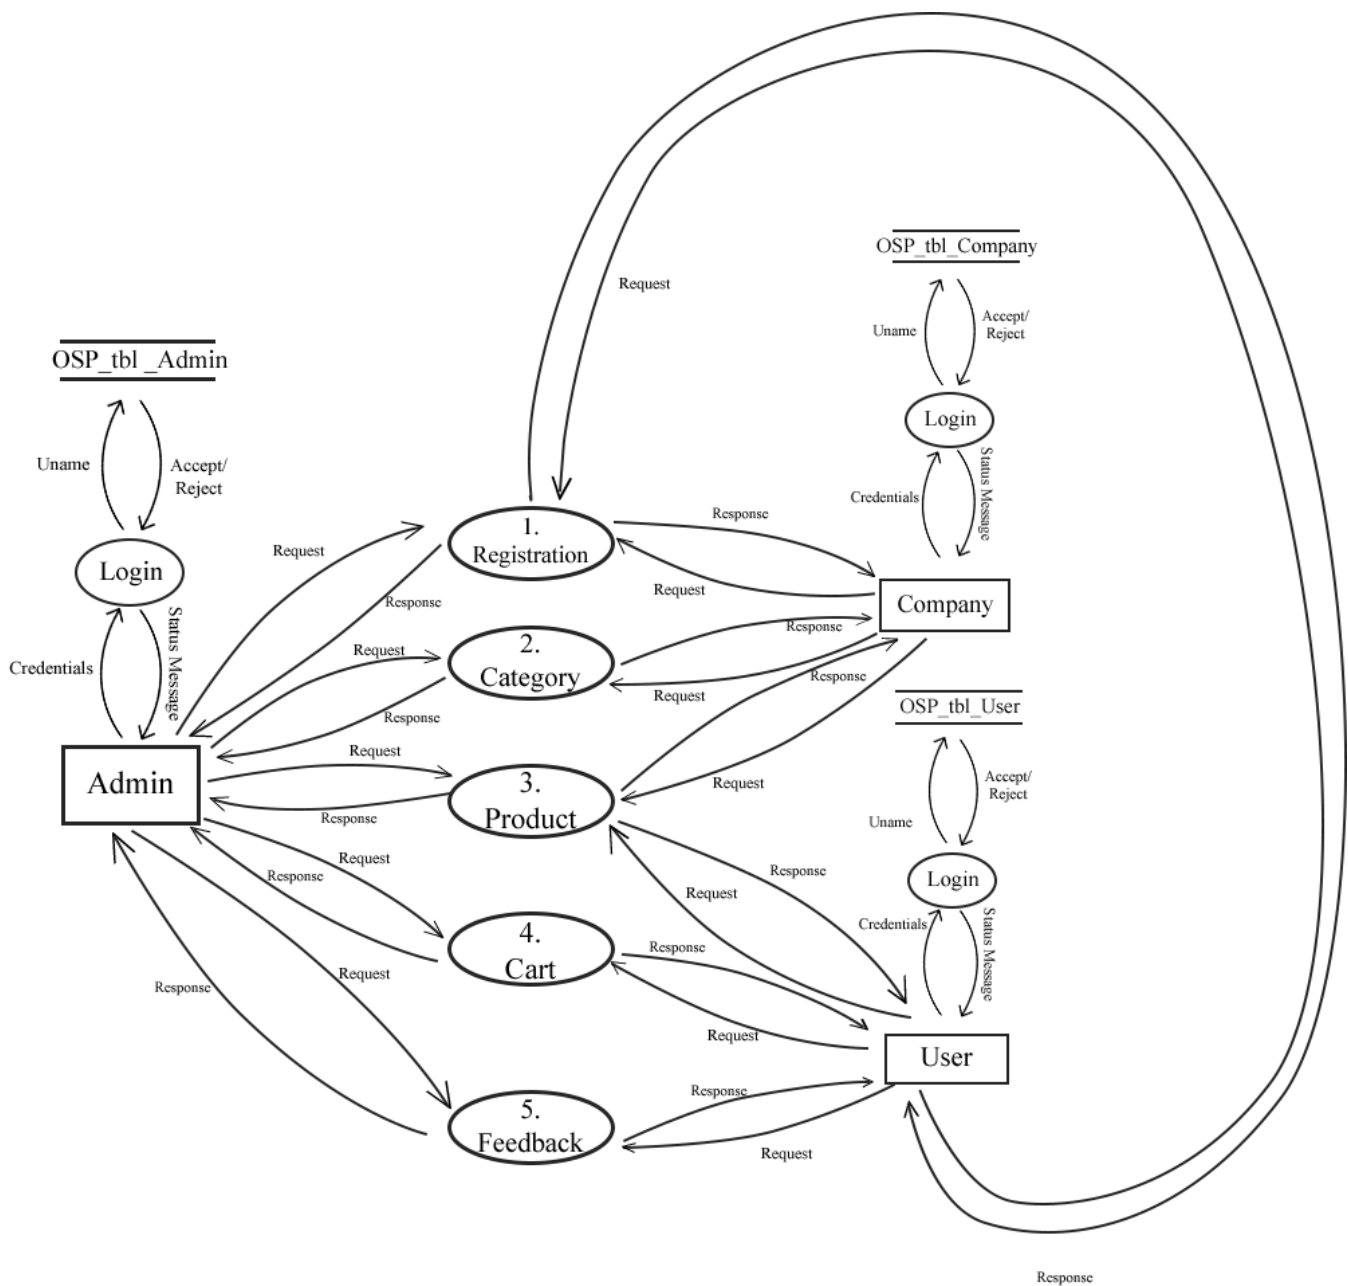 Request
OSP_tbl_Company
Uname
Accept/
Reject
Login
Credentials
Status Message
Company
OSP_tbl _Admin
Uname
Accept/
Reject
Login
Credentials
Status Message
Admin
Request
Response
1.
Registration
Response
Request
Request
Response
2.
Category
Response
Request
Request
Response
3.
Product
Response
Request
Response
Request
OSP_tbl_User
Uname
Accept/
Reject
Login
Credentials
Status Message
User
Request
Response
4.
Cart
Response
Request
Request
Response
5.
Feedback
Response
Request
Response